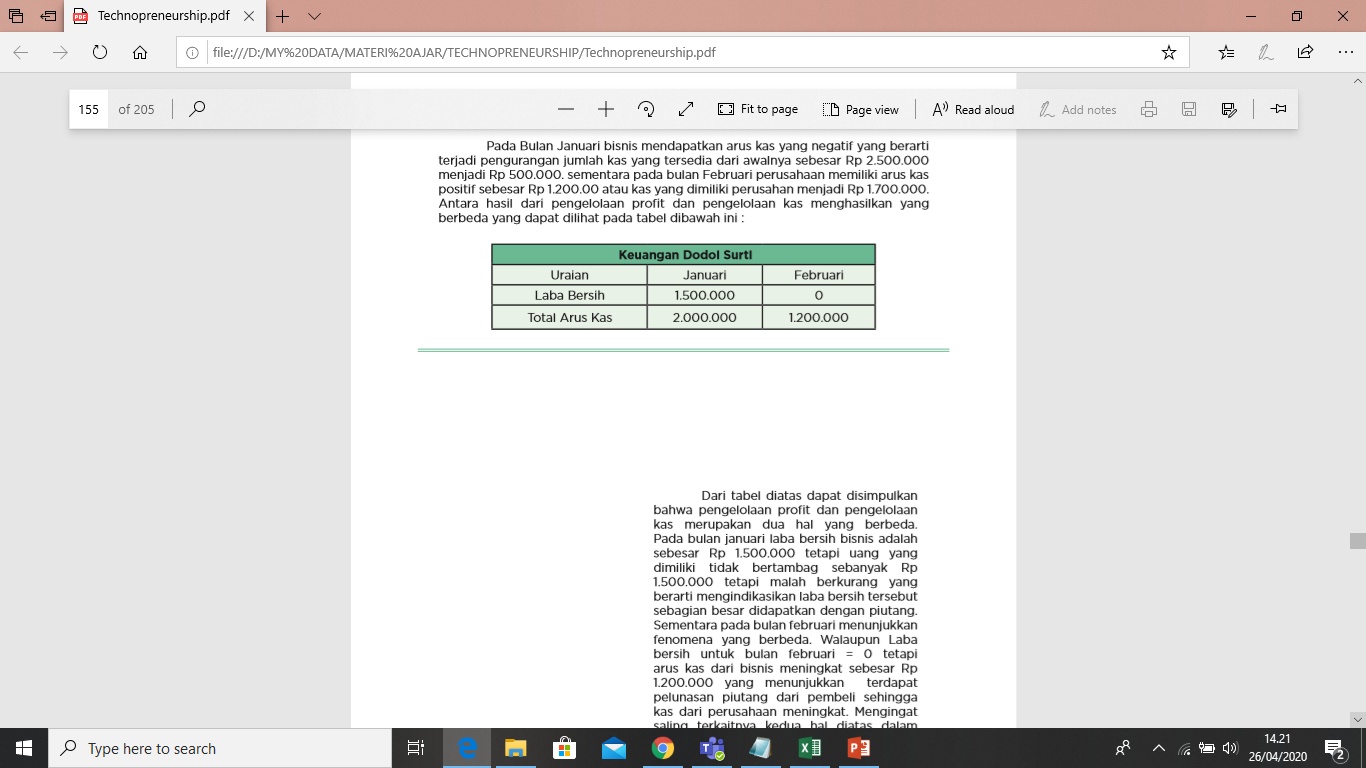 Technopreneurship.pdf
file:///D:/MY%20DATA/MATERI%20AJAR/TECHNOPRENEURSHIP/Technopreneurship.pdf
155 of 205 Fit to page Page view Read aloud Add notes
Pada Bulan Januari bisnis mendapatkan arus kas yang negatif yang berarti
terjadi pengurangan jumlah kas yang tersedia dari awalnya sebesar Rp 2.500.000
menjadi Rp 500.000. sementara pada bulan Februari perusahaan memiliki arus kas
positif sebesar Rp 1.200.00 atau kas yang dimiliki perusahan menjadi Rp 1.700.000.
Antara hasil dari pengelolaan profit dan pengelolaan kas menghasilkan yang
berbeda yang dapat dilihat pada tabel dibawah ini :
Keuangan Dodol Surti
Uraian Januari Februari
Laba Bersih 1.500.000 0
Total Arus Kas 2.000.000 1.200.000
Dari tabel diatas dapat disimpulkan
bahwa pengelolaan profit dan pengelolaan
kas merupakan dua hal yang berbeda.
Pada bulan januari laba bersih bisnis adalah
sebesar Rp 1.500.000 tetapi uang yang
dimiliki tidak bertambag sebanyak Rp
1.500.000 tetapi malah berkurang yang
berarti mengindikasikan laba bersih tersebut
sebagian besar didapatkan dengan piutang.
Sementara pada bulan februari menunjukkan
fenomena yang berbeda. Walaupun Laba
bersih untuk bulan februari = 0 tetapi
arus kas dari bisnis meningkat sebesar Rp
1.200.000 yang menunjukkan terdapat
pelunasan piutang dari pembeli sehingga
kas dari perusahaan meningkat. Mengingat
saling terkaitnya kedua hal diatas dalam
Type here to search
14.21
26/04/2020
2